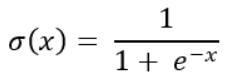 σ(x) = 1 / (1 + e^{-x})